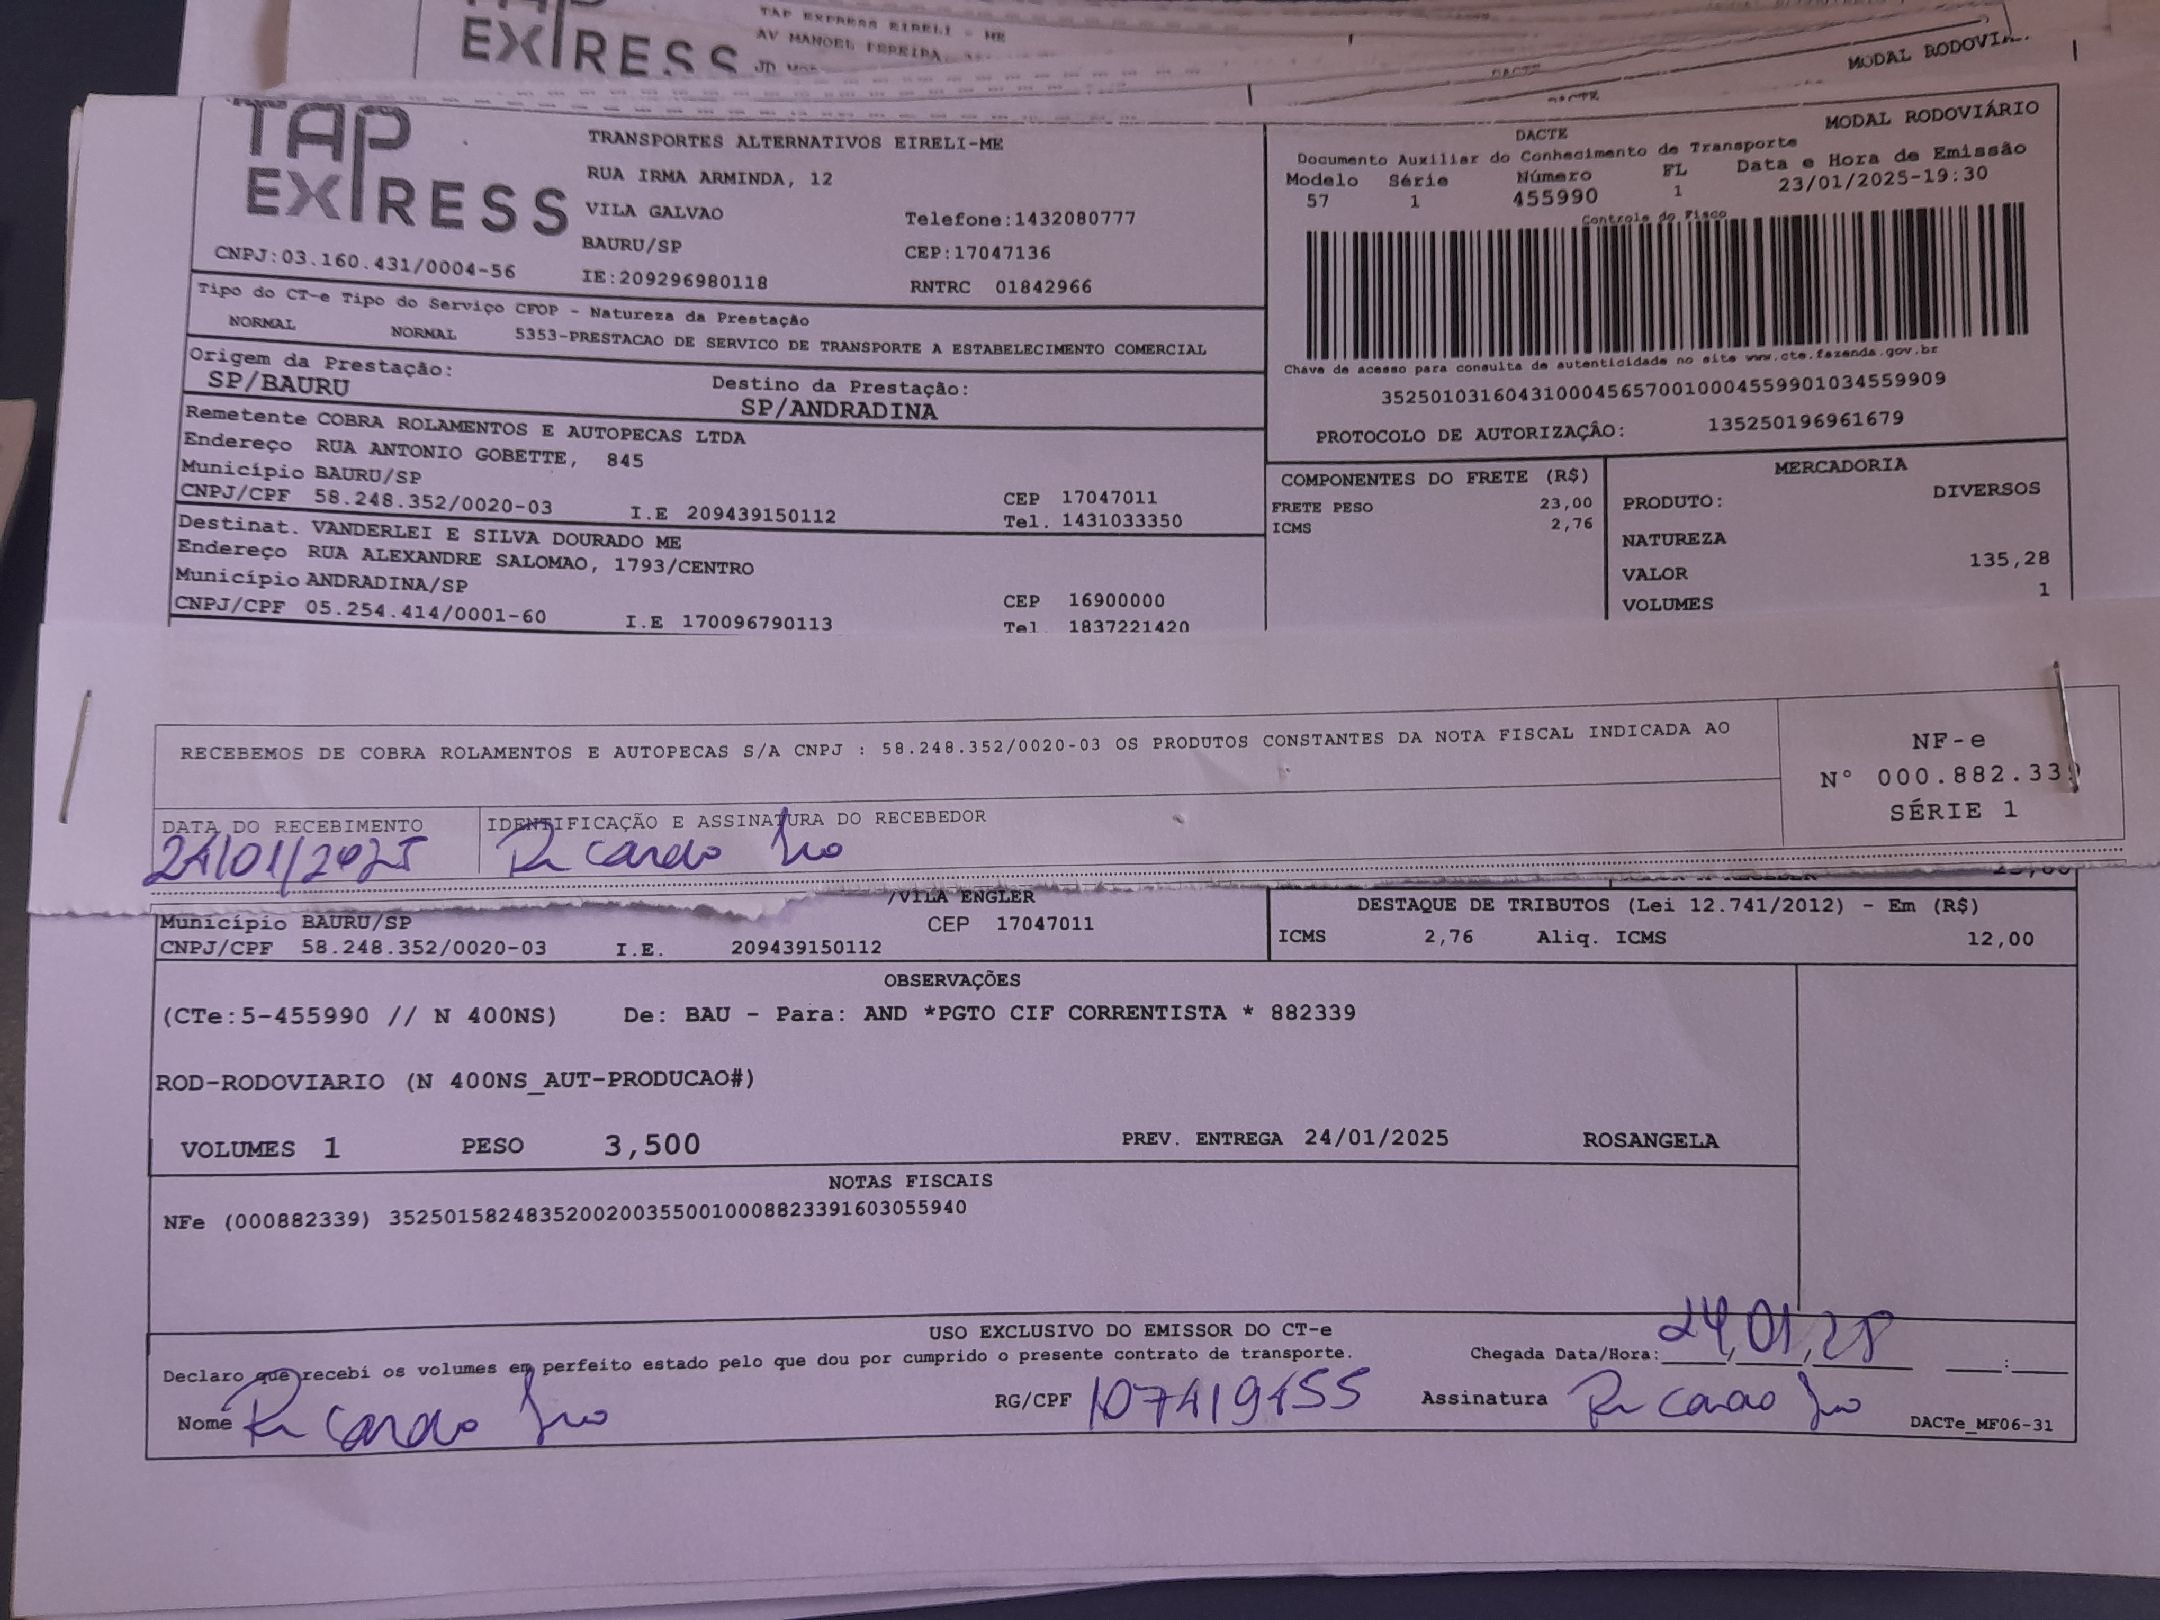 EXPRESS
TAP EXPRESS EIRELI - ME
AV MANOEL PEREIRA
MODAL RODOVI
TAP
EXPRESS
CNPJ:03.160.431/0004-56
TRANSPORTES ALTERNATIVOS EIRELI-ME
RUA IRMA ARMINDA, 12
VILA GALVAO
BAURU/SP
IE:209296980118
Telefone:1432080777
CEP:17047136
RNTRC 01842966
MODAL RODOVIÁRIO
DACTE
Documento Auxiliar do Conhecimento de Transporte
Modelo Série Número FL Data e Hora de Emissão
57 1 455990 1 23/01/2025-19:30
Controle do Fisco
Chave de acesso para consulta de autenticidade no site www.cte.fazenda.gov.br
35250103160431000456570010004559901034559909
PROTOCOLO DE AUTORIZAÇÂO: 135250196961679
Tipo do CT-e Tipo do Serviço CFOP - Natureza da Prestação
NORMAL NORMAL 5353-PRESTACAO DE SERVICO DE TRANSPORTE A ESTABELECIMENTO COMERCIAL
Origem da Prestação: Destino da Prestação:
SP/BAURU SP/ANDRADINA
Remetente COBRA ROLAMENTOS E AUTOPECAS LTDA
Endereço RUA ANTONIO GOBETTE, 845
Município BAURU/SP CEP 17047011
CNPJ/CPF 58.248.352/0020-03 I.E 209439150112 Tel. 1431033350
Destinat. VANDERLEI E SILVA DOURADO ME
Endereço RUA ALEXANDRE SALOMAO, 1793/CENTRO
Município ANDRADINA/SP CEP 16900000
CNPJ/CPF 05.254.414/0001-60 I.E 170096790113 Tel. 1837221420
COMPONENTES DO FRETE (R$)
FRETE PESO 23,00
ICMS 2,76
MERCADORIA
PRODUTO: DIVERSOS
NATUREZA
VALOR 135,28
VOLUMES 1
RECEBEMOS DE COBRA ROLAMENTOS E AUTOPECAS S/A CNPJ : 58.248.352/0020-03 OS PRODUTOS CONSTANTES DA NOTA FISCAL INDICADA AO
NF-e
N° 000.882.339
SÉRIE 1
DATA DO RECEBIMENTO IDENTIFICAÇÃO E ASSINATURA DO RECEBEDOR
24/01/2025 Ricardo
/VILA ENGLER
Município BAURU/SP CEP 17047011
CNPJ/CPF 58.248.352/0020-03 I.E. 209439150112
DESTAQUE DE TRIBUTOS (Lei 12.741/2012) - Em (R$)
ICMS 2,76 Aliq. ICMS 12,00
OBSERVAÇÕES
(CTe:5-455990 // N 400NS) De: BAU - Para: AND *PGTO CIF CORRENTISTA * 882339
ROD-RODOVIARIO (N 400NS_AUT-PRODUCAO#)
VOLUMES 1 PESO 3,500 PREV. ENTREGA 24/01/2025 ROSANGELA
NOTAS FISCAIS
NFe (000882339) 35250158248352002003550010008823391603055940
USO EXCLUSIVO DO EMISSOR DO CT-e
Declaro que recebi os volumes em perfeito estado pelo que dou por cumprido o presente contrato de transporte. Chegada Data/Hora: 24/01/25 :
Nome Ricardo RG/CPF 107419455 Assinatura Ricardo
DACTe_MF06-31